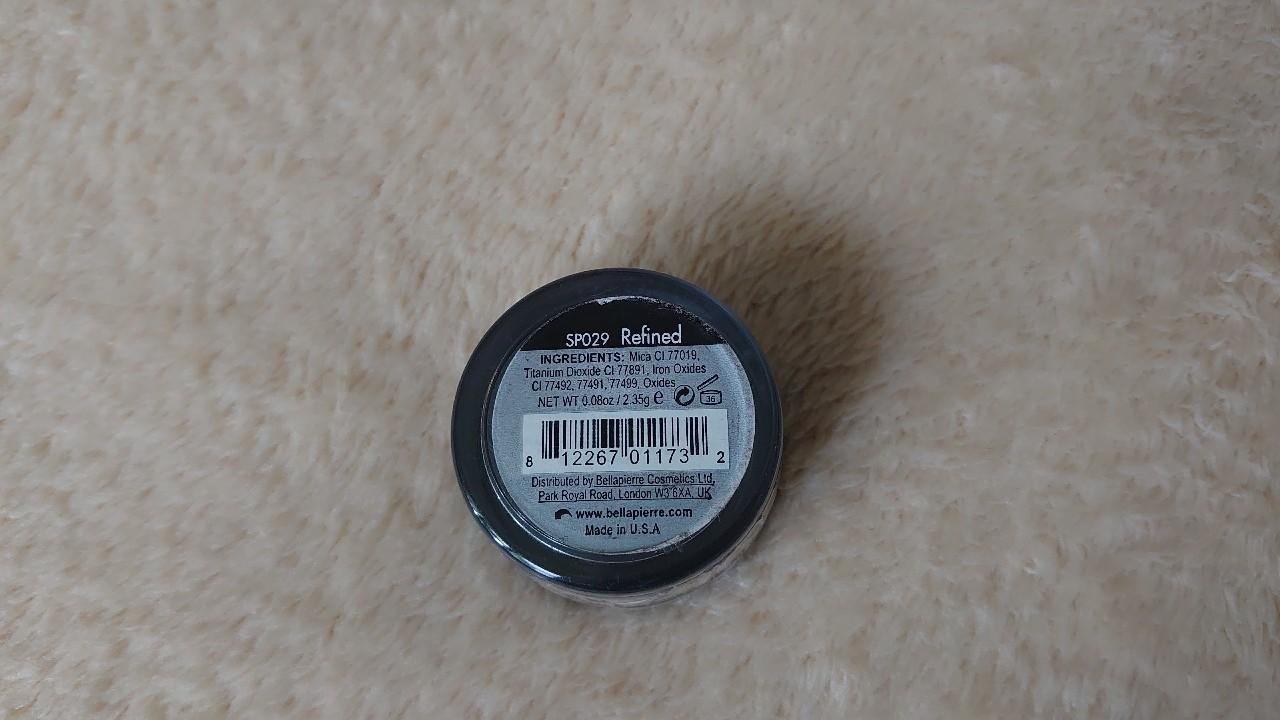 SP029 Refined
INGREDIENTS: Mica CI 77019,
Titanium Dioxide CI 77891, Iron Oxides
CI 77492, 77491, 77499, Oxides
NET WT 0.08oz / 2.35g e 36
8 12267 01173 2
Distributed by Bellapierre Cosmetics Ltd,
Park Royal Road, London W3 6XA, UK
www.bellapierre.com
Made in U.S.A